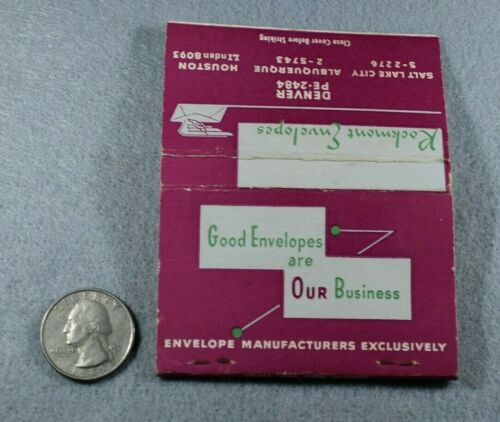 Close Cover Before Striking
SALT LAKE CITY
5-2276
ALBUQUERQUE
2-5743
HOUSTON
LInden 8093
DENVER
PE·2484
Rockmont Envelopes
Good Envelopes
are
OUR Business
ENVELOPE MANUFACTURERS EXCLUSIVELY
LIBERTY